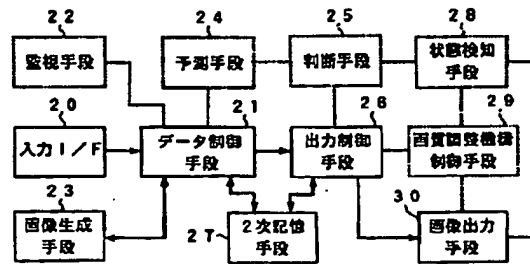 22
監視手段
24
予測手段
25
判断手段
28
状態検知
手段
20
入力I/F
21
データ制御
手段
26
出力制御
手段
29
画質調整機構
制御手段
23
画像生成
手段
27
2次記憶
手段
30
画像出力
手段